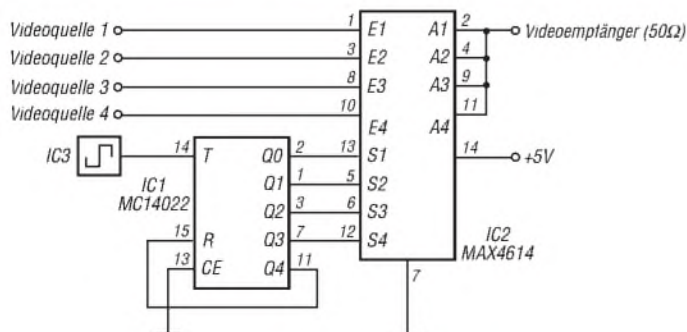 Videoquelle 1
1
E1
A1
2
Videoempfänger (50Ω)
Videoquelle 2
3
E2
A2
4
Videoquelle 3
8
E3
A3
9
Videoquelle 4
10
E4
A4
11
IC3
14
T
Q0
2
13
S1
14
+5V
IC1
MC14022
Q1
1
5
S2
Q2
3
6
S3
15
R
Q3
7
12
S4
IC2
MAX4614
13
CE
Q4
11
7